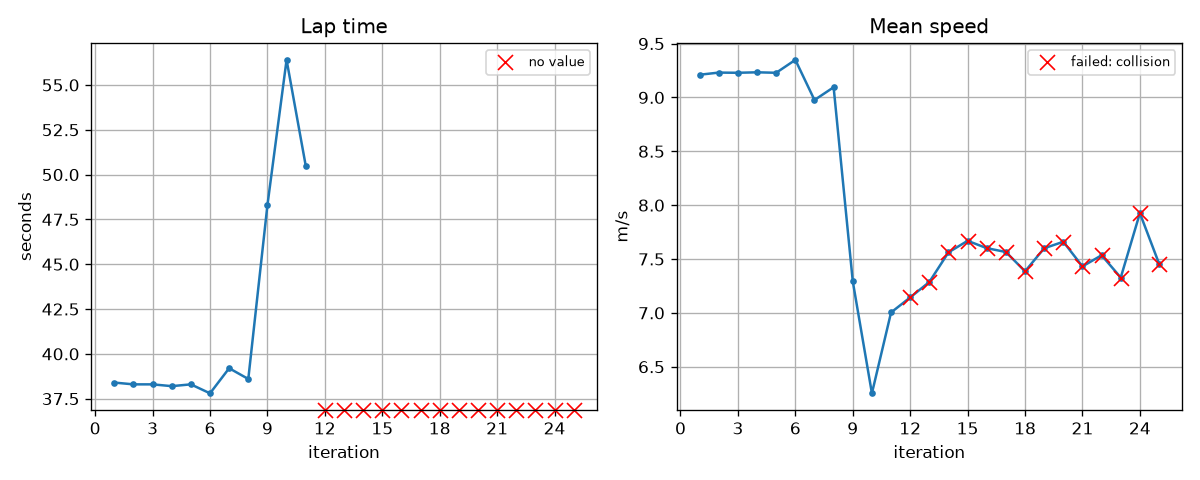 Lap time
no value
55.0
52.5
50.0
47.5
45.0
42.5
40.0
37.5
seconds
0 3 6 9 12 15 18 21 24
iteration
Mean speed
failed: collision
9.5
9.0
8.5
8.0
7.5
7.0
6.5
m/s
0 3 6 9 12 15 18 21 24
iteration